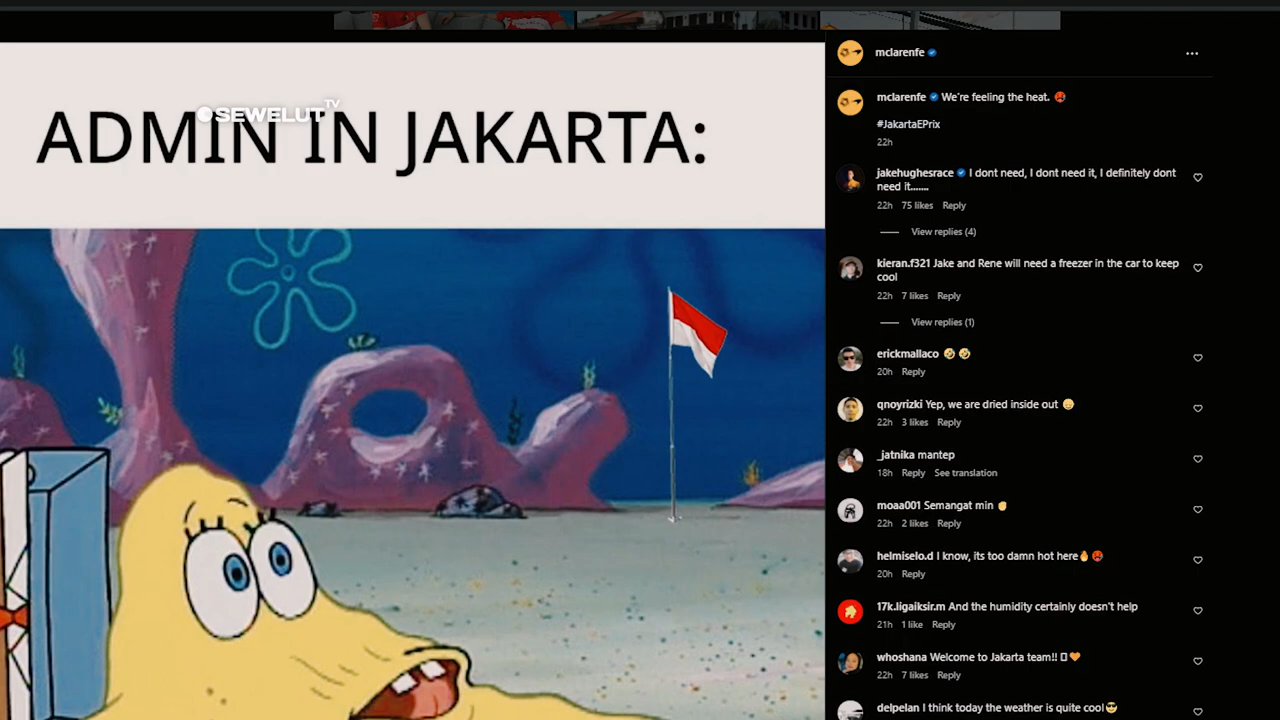 SEWELUT TV
ADMIN IN JAKARTA:
mclarenfe
mclarenfe We're feeling the heat. 🥵
#JakartaEPrix
22h
jakehughesrace I dont need, I dont need it, I definitely dont
need it.......
22h 75 likes Reply
View replies (4)
kieran.f321 Jake and Rene will need a freezer in the car to keep
cool
22h 7 likes Reply
View replies (1)
erickmallaco 🤣 🤣
20h Reply
qnoyrizki Yep, we are dried inside out 🙂
22h 3 likes Reply
_jatnika mantep
18h Reply See translation
moaa001 Semangat min ✊
22h 2 likes Reply
helmiselo.d I know, its too damn hot here🔥🥵
20h Reply
17k.ligaiksir.m And the humidity certainly doesn't help
21h 1 like Reply
whoshana Welcome to Jakarta team!! 🧡
22h 7 likes Reply
delpelan I think today the weather is quite cool😎